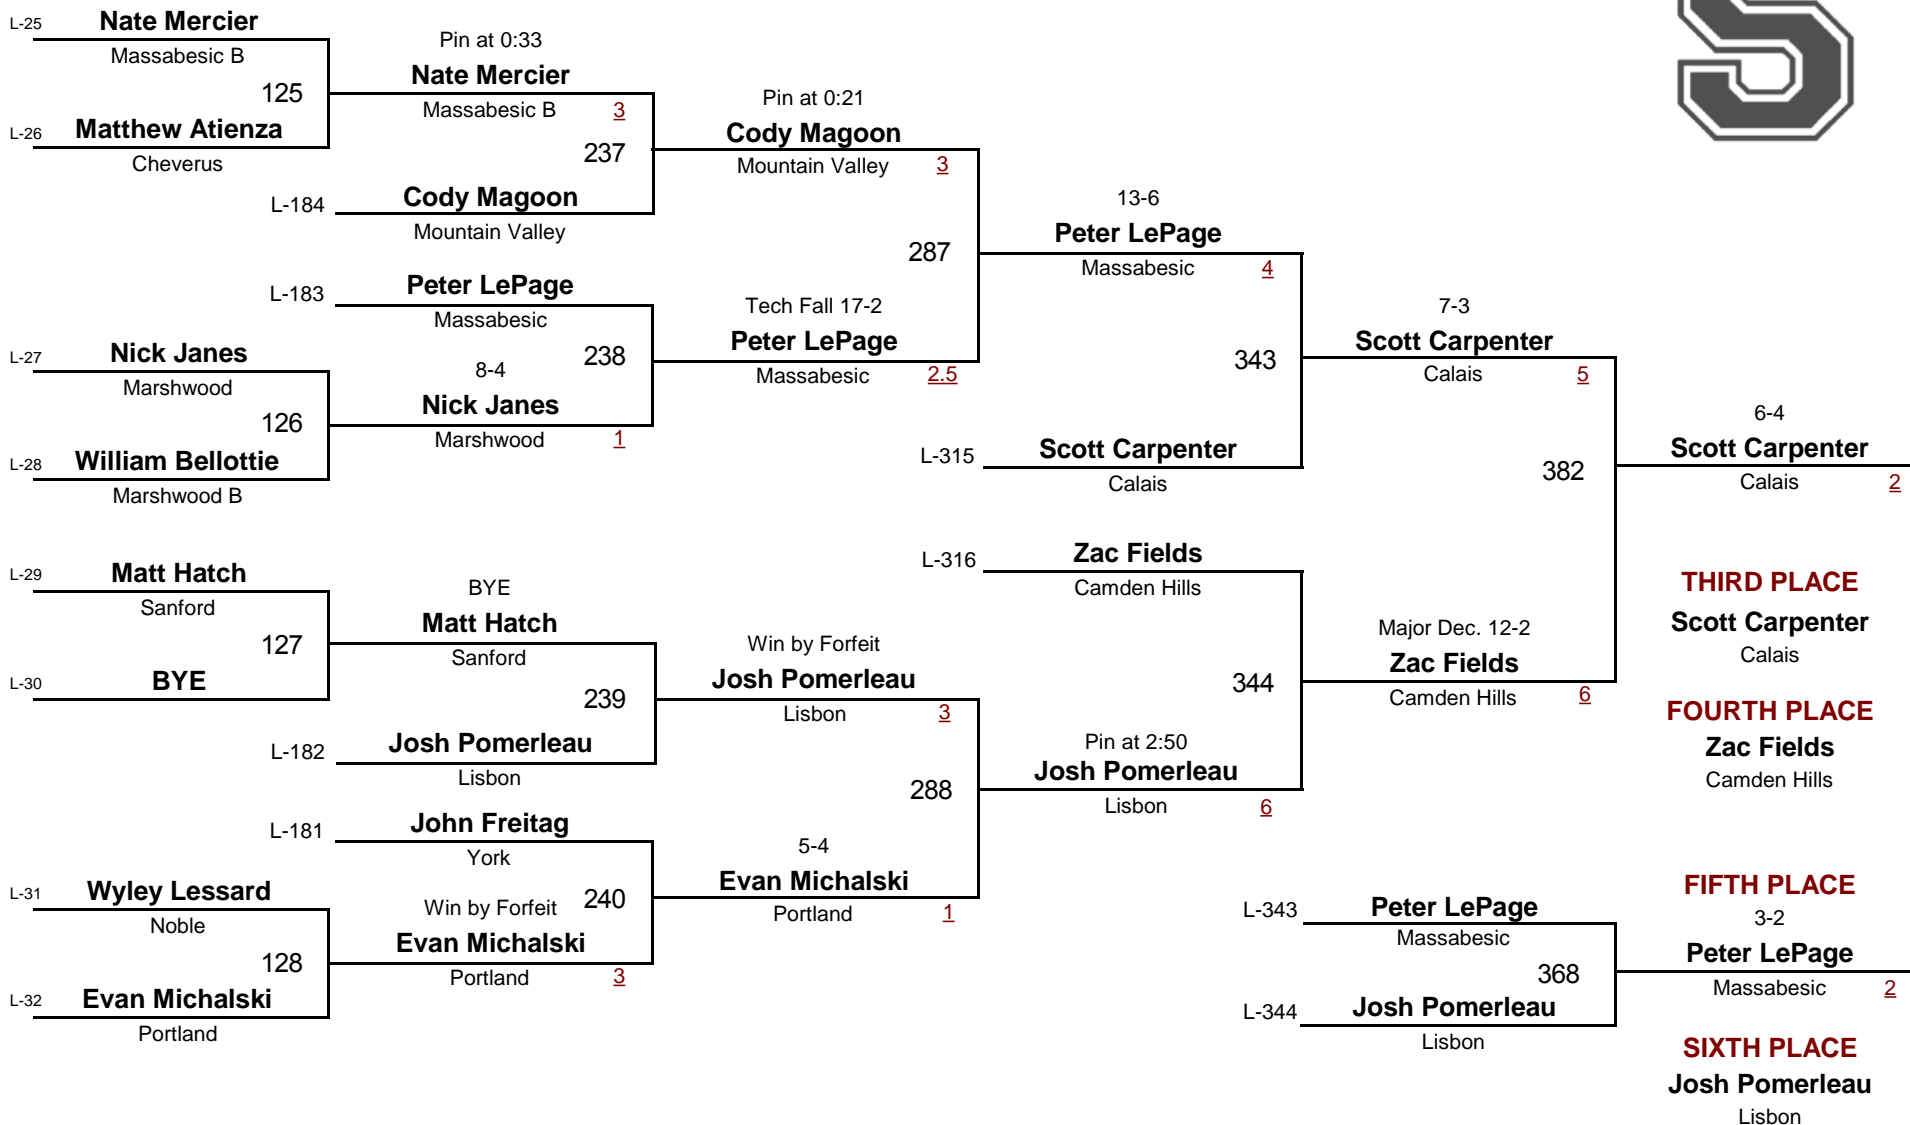 L-25 Nate Mercier
Massabesic B
125
L-26 Matthew Atienza
Cheverus
Pin at 0:33
Nate Mercier
Massabesic B 3
237
L-184 Cody Magoon
Mountain Valley
Pin at 0:21
Cody Magoon
Mountain Valley 3
287
L-183 Peter LePage
Massabesic
238
L-27 Nick Janes
Marshwood
126
L-28 William Bellottie
Marshwood B
8-4
Nick Janes
Marshwood 1
Tech Fall 17-2
Peter LePage
Massabesic 2.5
13-6
Peter LePage
Massabesic 4
343
L-315 Scott Carpenter
Calais
7-3
Scott Carpenter
Calais 5
382
6-4
Scott Carpenter
Calais 2
L-29 Matt Hatch
Sanford
127
L-30 BYE
BYE
Matt Hatch
Sanford
239
L-182 Josh Pomerleau
Lisbon
Win by Forfeit
Josh Pomerleau
Lisbon 3
288
L-181 John Freitag
York
240
L-31 Wyley Lessard
Noble
128
L-32 Evan Michalski
Portland
Win by Forfeit
Evan Michalski
Portland 3
5-4
Evan Michalski
Portland 1
L-316 Zac Fields
Camden Hills
344
Pin at 2:50
Josh Pomerleau
Lisbon 6
Major Dec. 12-2
Zac Fields
Camden Hills 6
THIRD PLACE
Scott Carpenter
Calais
FOURTH PLACE
Zac Fields
Camden Hills
L-343 Peter LePage
Massabesic
368
L-344 Josh Pomerleau
Lisbon
FIFTH PLACE
3-2
Peter LePage
Massabesic 2
SIXTH PLACE
Josh Pomerleau
Lisbon
S